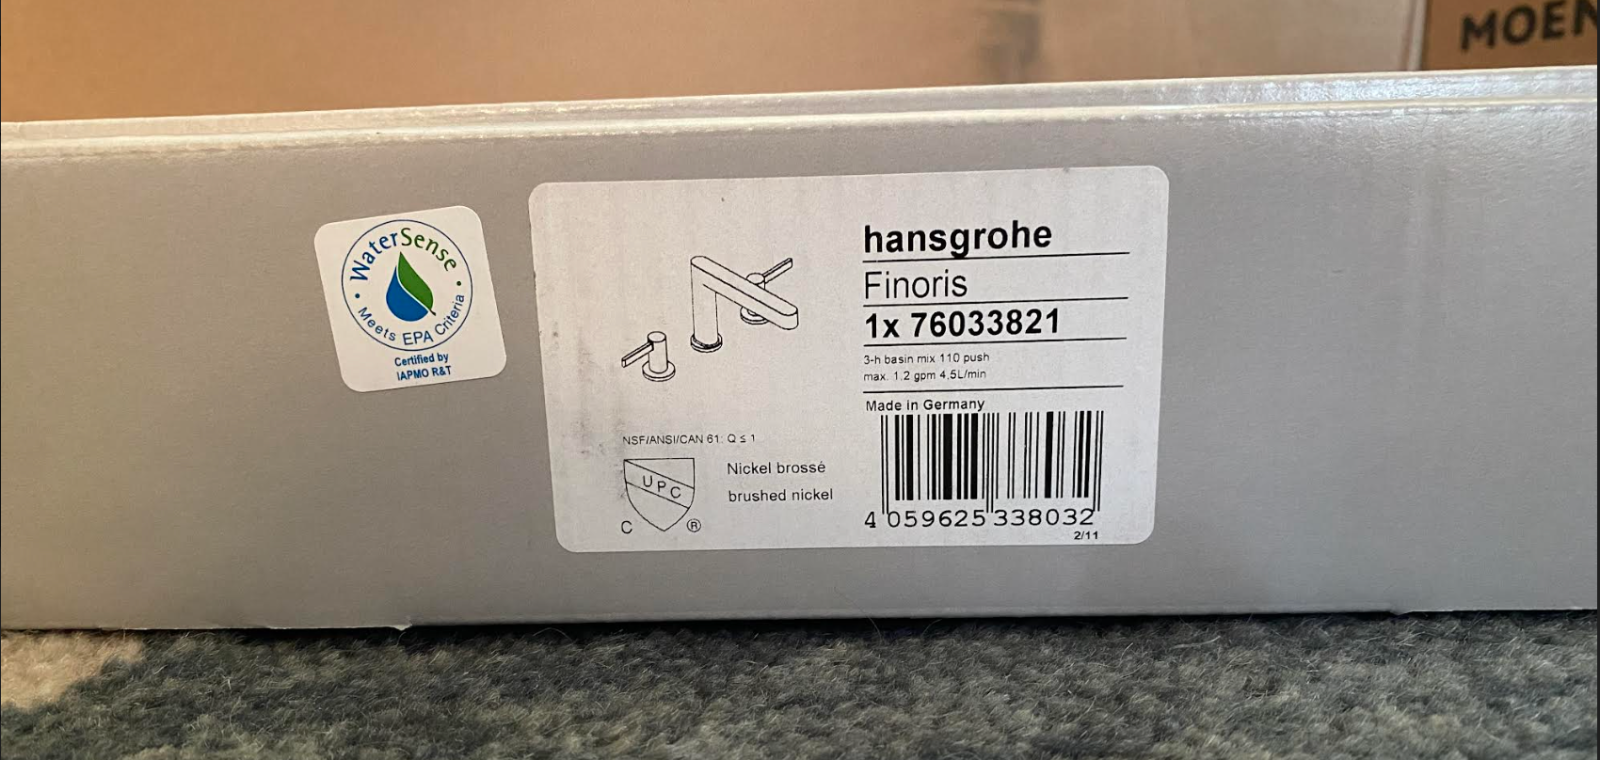 MOEN
WaterSense
Meets EPA Criteria
Certified by
IAPMO R&T
hansgrohe
Finoris
1x 76033821
3-h basin mix 110 push
max. 1.2 gpm 4,5L/min
Made in Germany
NSF/ANSI/CAN 61: Q ≤ 1
UPC
C ®
Nickel brossé
brushed nickel
4 059625 338032
2/11